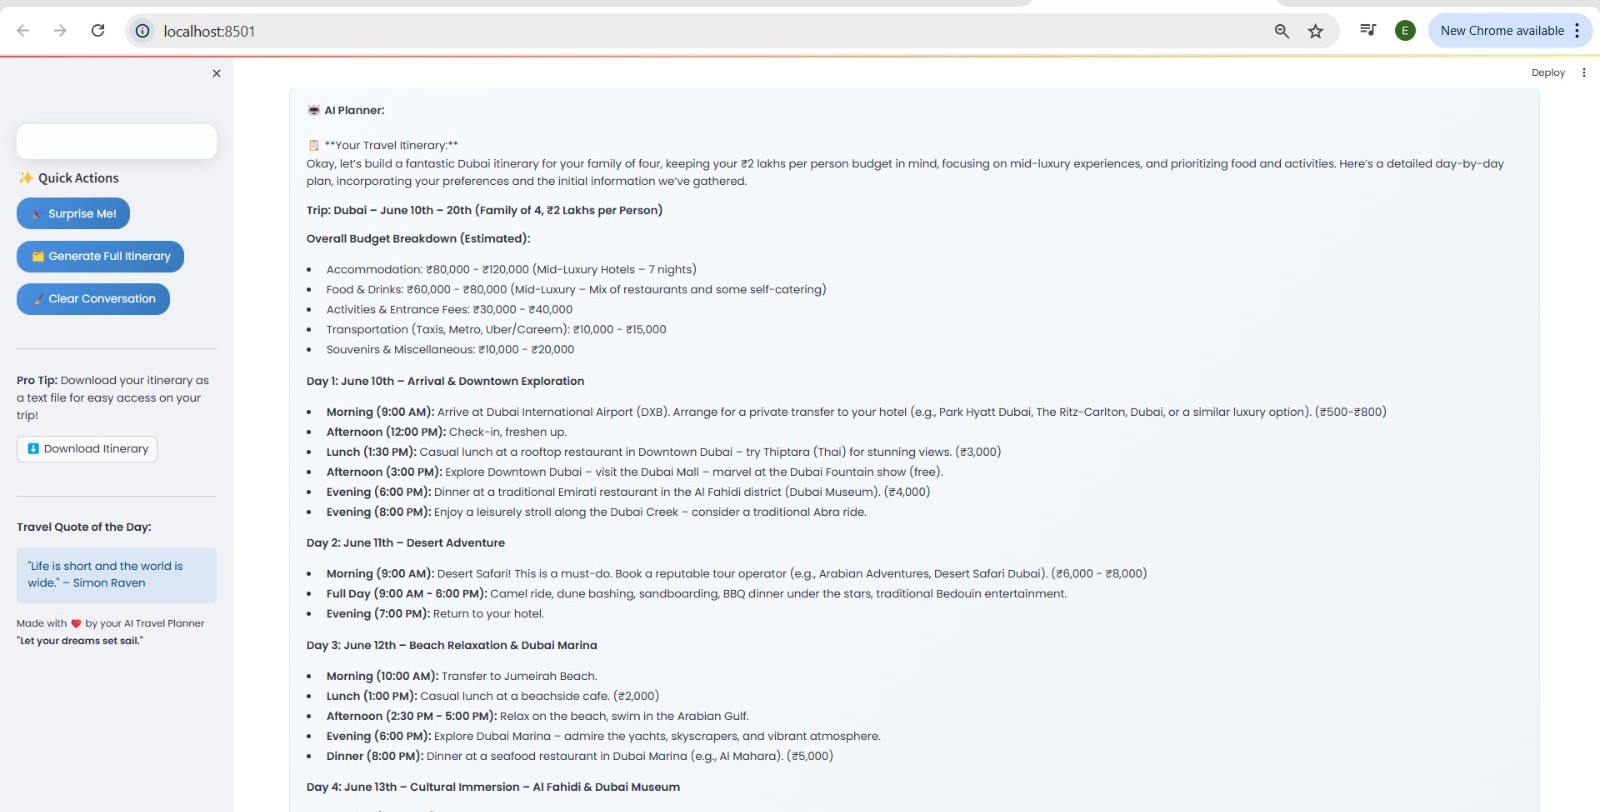 localhost:8501
E
New Chrome available
Deploy
✨ Quick Actions
🎉 Surprise Me!
🗂️ Generate Full Itinerary
🧹 Clear Conversation
Pro Tip: Download your itinerary as
a text file for easy access on your
trip!
⬇️ Download Itinerary
Travel Quote of the Day:
"Life is short and the world is
wide." – Simon Raven
Made with ❤️ by your AI Travel Planner
"Let your dreams set sail."
🤖 AI Planner:
📋 **Your Travel Itinerary:**
Okay, let's build a fantastic Dubai itinerary for your family of four, keeping your ₹2 lakhs per person budget in mind, focusing on mid-luxury experiences, and prioritizing food and activities. Here's a detailed day-by-day
plan, incorporating your preferences and the initial information we've gathered.
Trip: Dubai – June 10th – 20th (Family of 4, ₹2 Lakhs per Person)
Overall Budget Breakdown (Estimated):
• Accommodation: ₹80,000 - ₹120,000 (Mid-Luxury Hotels – 7 nights)
• Food & Drinks: ₹60,000 - ₹80,000 (Mid-Luxury – Mix of restaurants and some self-catering)
• Activities & Entrance Fees: ₹30,000 - ₹40,000
• Transportation (Taxis, Metro, Uber/Careem): ₹10,000 - ₹15,000
• Souvenirs & Miscellaneous: ₹10,000 - ₹20,000
Day 1: June 10th – Arrival & Downtown Exploration
• Morning (9:00 AM): Arrive at Dubai International Airport (DXB). Arrange for a private transfer to your hotel (e.g., Park Hyatt Dubai, The Ritz-Carlton, Dubai, or a similar luxury option). (₹500-₹800)
• Afternoon (12:00 PM): Check-in, freshen up.
• Lunch (1:30 PM): Casual lunch at a rooftop restaurant in Downtown Dubai – try Thiptara (Thai) for stunning views. (₹3,000)
• Afternoon (3:00 PM): Explore Downtown Dubai – visit the Dubai Mall – marvel at the Dubai Fountain show (free).
• Evening (6:00 PM): Dinner at a traditional Emirati restaurant in the Al Fahidi district (Dubai Museum). (₹4,000)
• Evening (8:00 PM): Enjoy a leisurely stroll along the Dubai Creek – consider a traditional Abra ride.
Day 2: June 11th – Desert Adventure
• Morning (9:00 AM): Desert Safari! This is a must-do. Book a reputable tour operator (e.g., Arabian Adventures, Desert Safari Dubai). (₹6,000 - ₹8,000)
• Full Day (9:00 AM - 6:00 PM): Camel ride, dune bashing, sandboarding, BBQ dinner under the stars, traditional Bedouin entertainment.
• Evening (7:00 PM): Return to your hotel.
Day 3: June 12th – Beach Relaxation & Dubai Marina
• Morning (10:00 AM): Transfer to Jumeirah Beach.
• Lunch (1:00 PM): Casual lunch at a beachside cafe. (₹2,000)
• Afternoon (2:30 PM - 5:00 PM): Relax on the beach, swim in the Arabian Gulf.
• Evening (6:00 PM): Explore Dubai Marina – admire the yachts, skyscrapers, and vibrant atmosphere.
• Dinner (8:00 PM): Dinner at a seafood restaurant in Dubai Marina (e.g., Al Mahara). (₹5,000)
Day 4: June 13th – Cultural Immersion – Al Fahidi & Dubai Museum